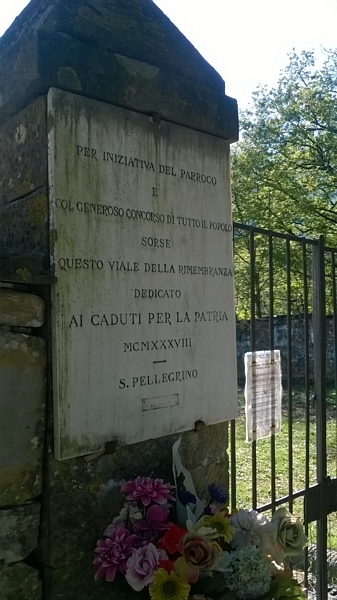 PER INIZIATIVA DEL PARROCO
E
COL GENEROSO CONCORSO DI TUTTO IL POPOLO
SORSE
QUESTO VIALE DELLA RIMEMBRANZA
DEDICATO
AI CADUTI PER LA PATRIA
MCMXXXVIII
S. PELLEGRINO